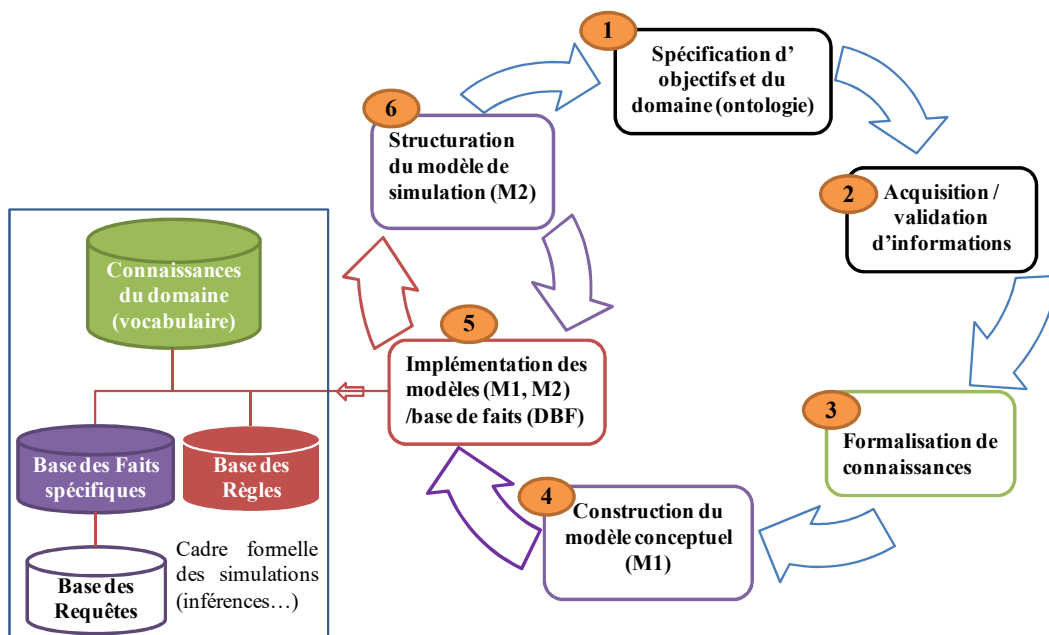 1
Spécification d'
objectifs et du
domaine (ontologie)
2
Acquisition /
validation
d'informations
3
Formalisation de
connaissances
4
Construction du
modèle conceptuel
(M1)
5
Implémentation des
modèles (M1, M2)
/base de faits (DBF)
6
Structuration
du modèle de
simulation (M2)
Connaissances
du domaine
(vocabulaire)
Base des Faits
spécifiques
Base des
Règles
Base des
Requêtes
Cadre formelle
des simulations
(inférences…)